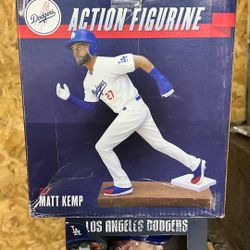 Dodgers
ACTION FIGURINE
LA
Dodgers
27
MATT KEMP
LA
LOS ANGELES DODGERS